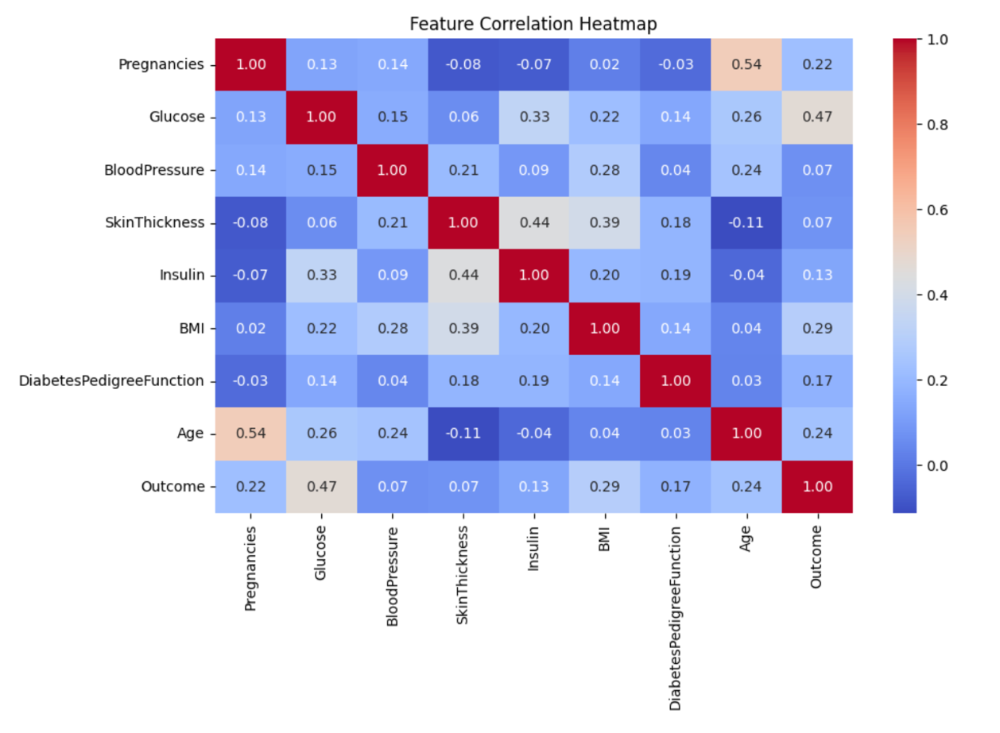 Feature Correlation Heatmap
Pregnancies 1.00 0.13 0.14 -0.08 -0.07 0.02 -0.03 0.54 0.22
Glucose 0.13 1.00 0.15 0.06 0.33 0.22 0.14 0.26 0.47
BloodPressure 0.14 0.15 1.00 0.21 0.09 0.28 0.04 0.24 0.07
SkinThickness -0.08 0.06 0.21 1.00 0.44 0.39 0.18 -0.11 0.07
Insulin -0.07 0.33 0.09 0.44 1.00 0.20 0.19 -0.04 0.13
BMI 0.02 0.22 0.28 0.39 0.20 1.00 0.14 0.04 0.29
DiabetesPedigreeFunction -0.03 0.14 0.04 0.18 0.19 0.14 1.00 0.03 0.17
Age 0.54 0.26 0.24 -0.11 -0.04 0.04 0.03 1.00 0.24
Outcome 0.22 0.47 0.07 0.07 0.13 0.29 0.17 0.24 1.00
Pregnancies
Glucose
BloodPressure
SkinThickness
Insulin
BMI
DiabetesPedigreeFunction
Age
Outcome
1.0
0.8
0.6
0.4
0.2
0.0